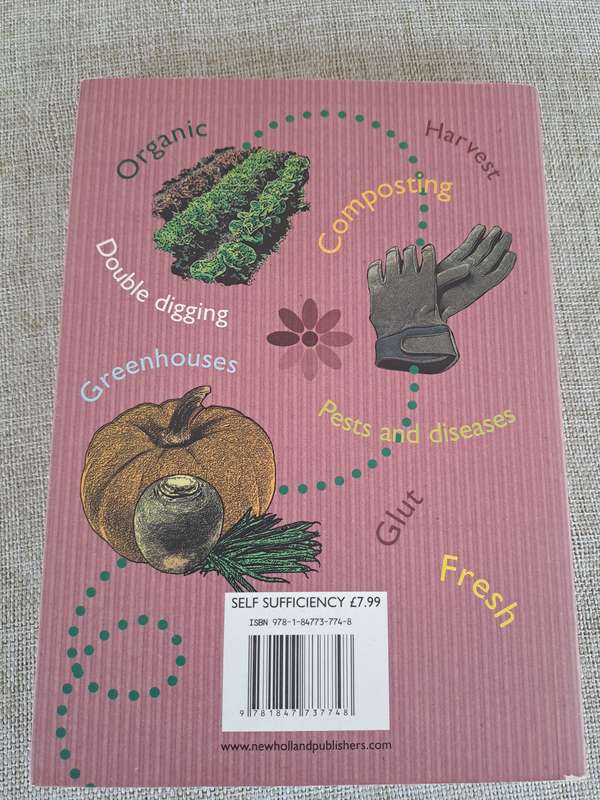 Organic
Harvest
Composting
Double digging
Greenhouses
Pests and diseases
Glut
Fresh
SELF SUFFICIENCY £7.99
ISBN 978-1-84773-774-8
9 781847 737748
www.newhollandpublishers.com